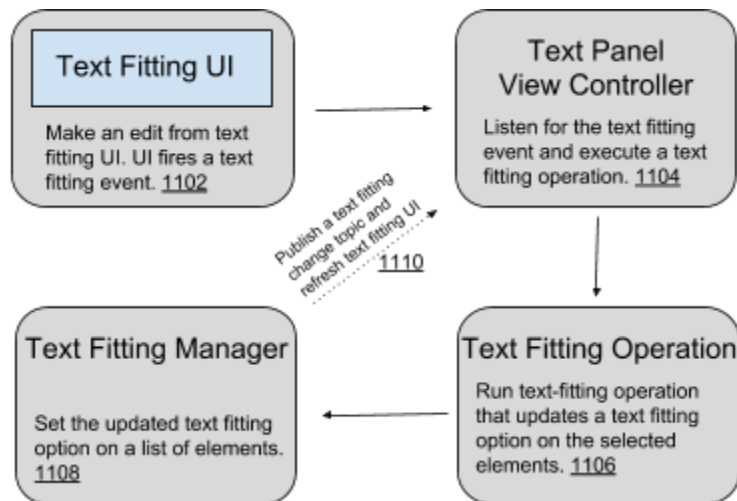 Text Fitting UI
Make an edit from text
fitting UI. UI fires a text
fitting event. 1102
Text Panel
View Controller
Listen for the text fitting
event and execute a text
fitting operation. 1104
Publish a text fitting
change topic and
refresh text fitting UI
1110
Text Fitting Manager
Set the updated text fitting
option on a list of elements.
1108
Text Fitting Operation
Run text-fitting operation
that updates a text fitting
option on the selected
elements. 1106